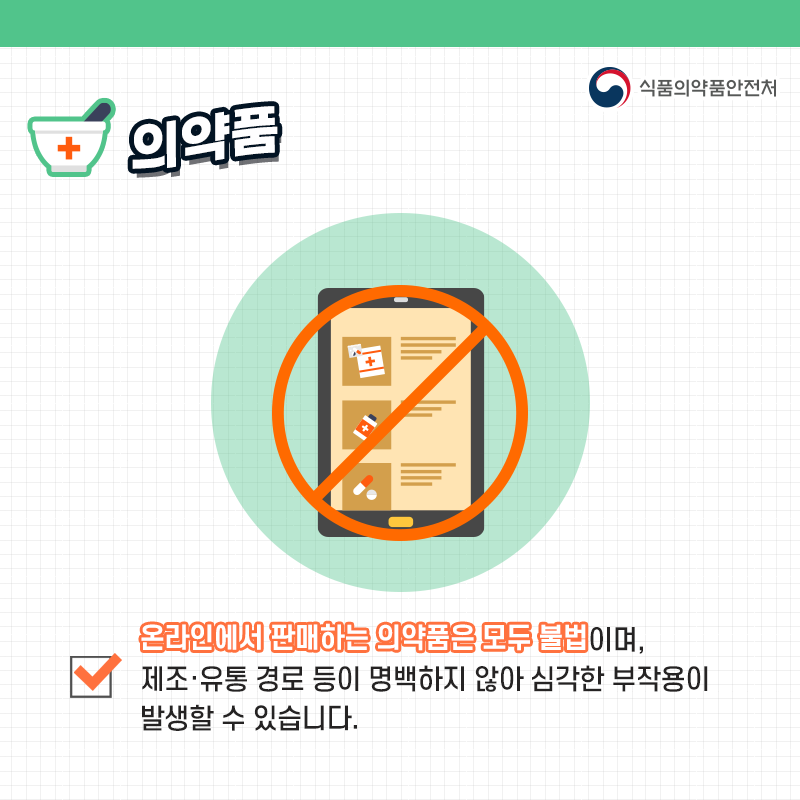 식품의약품안전처
의약품
온라인에서 판매하는 의약품은 모두 불법이며,
제조·유통 경로 등이 명백하지 않아 심각한 부작용이
발생할 수 있습니다.